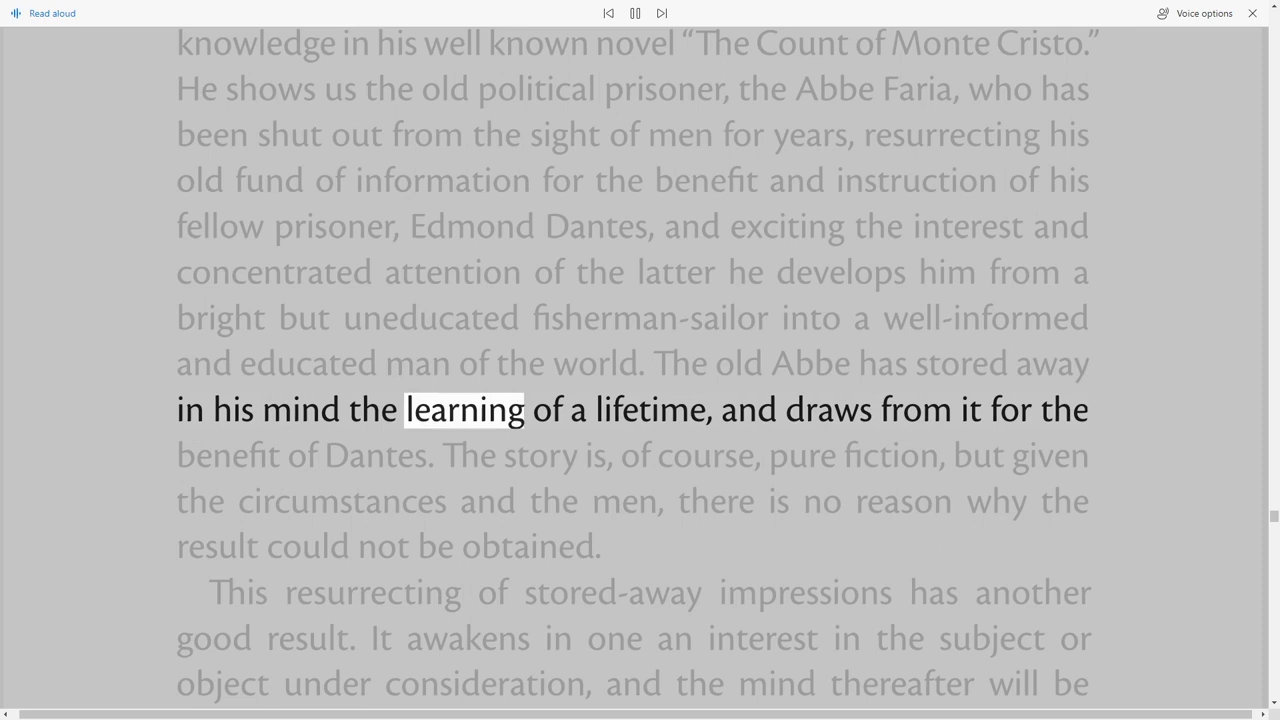 Read aloud
Voice options
knowledge in his well known novel “The Count of Monte Cristo.”
He shows us the old political prisoner, the Abbe Faria, who has
been shut out from the sight of men for years, resurrecting his
old fund of information for the benefit and instruction of his
fellow prisoner, Edmond Dantes, and exciting the interest and
concentrated attention of the latter he develops him from a
bright but uneducated fisherman-sailor into a well-informed
and educated man of the world. The old Abbe has stored away
in his mind the learning of a lifetime, and draws from it for the
benefit of Dantes. The story is, of course, pure fiction, but given
the circumstances and the men, there is no reason why the
result could not be obtained.
This resurrecting of stored-away impressions has another
good result. It awakens in one an interest in the subject or
object under consideration, and the mind thereafter will be